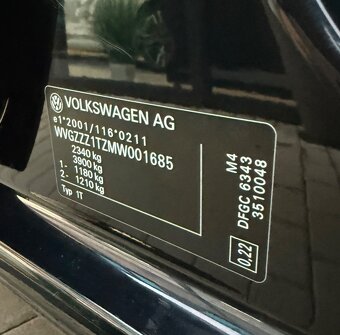 VOLKSWAGEN AG
e1*2001/116*0211
WVGZZZ1TZMW001685
2340 kg
3900 kg
1- 1180 kg
2- 1210 kg
Typ 1T
M4
DFGC 6343
3510048
0.22